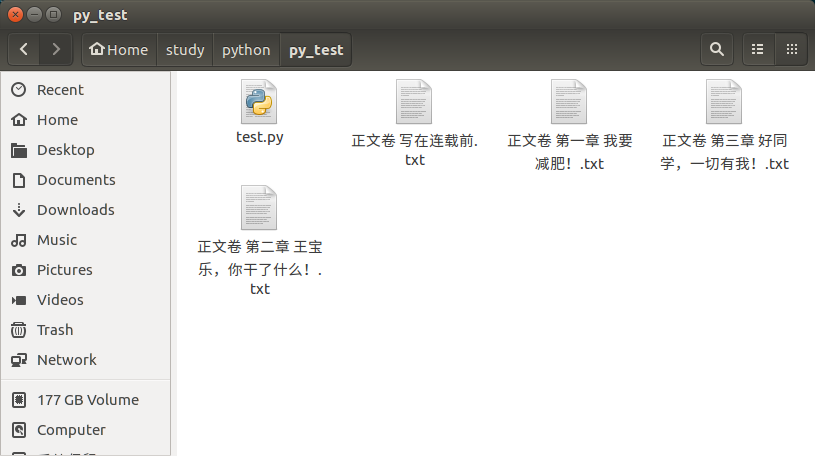 py_test
Home study python py_test
Recent
Home
Desktop
Documents
Downloads
Music
Pictures
Videos
Trash
Network
177 GB Volume
Computer
test.py
正文卷 写在连载前.
txt
正文卷 第一章 我要
减肥！.txt
正文卷 第三章 好同
学，一切有我！.txt
正文卷 第二章 王宝
乐，你干了什么！.
txt